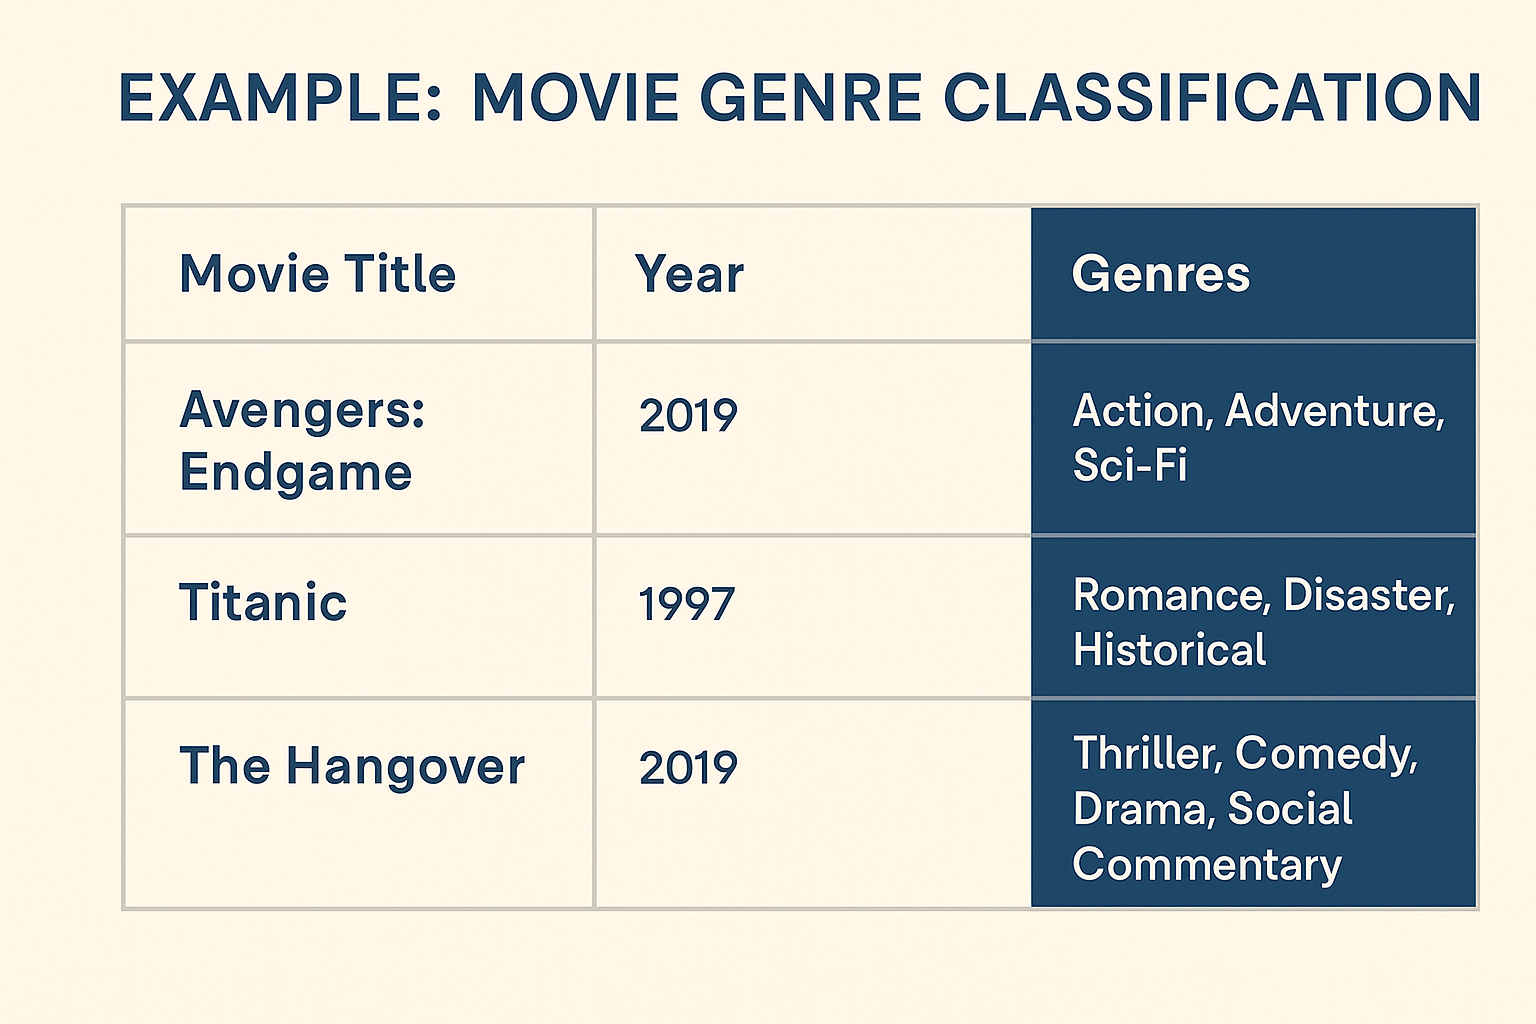 EXAMPLE: MOVIE GENRE CLASSIFICATION
Movie Title
Year
Genres
Avengers:
Endgame
2019
Action, Adventure,
Sci-Fi
Titanic
1997
Romance, Disaster,
Historical
The Hangover
2019
Thriller, Comedy,
Drama, Social
Commentary